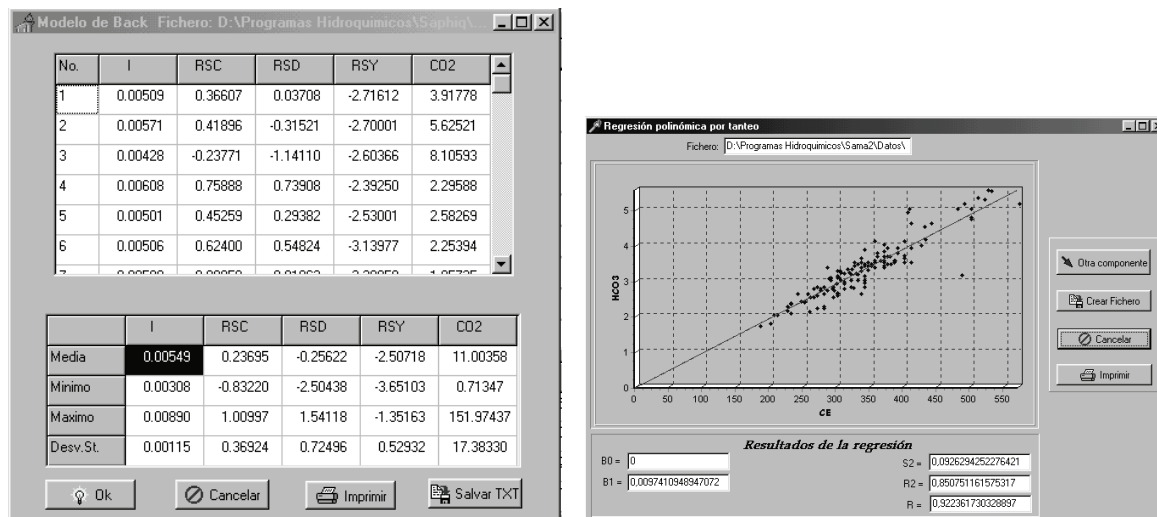 Modelo de Back Fichero: D:\Programas Hidroquimicos\Saphiq\...
No. I RSC RSD RSY CO2
1 0.00509 0.36607 0.03708 -2.71612 3.91778
2 0.00571 0.41896 -0.31521 -2.70001 5.62521
3 0.00428 -0.23771 -1.14110 -2.60366 8.10593
4 0.00608 0.75888 0.73908 -2.39250 2.29588
5 0.00501 0.45259 0.29382 -2.53001 2.58269
6 0.00506 0.62400 0.54824 -3.13977 2.25394
I RSC RSD RSY CO2
Media 0.00549 0.23695 -0.25622 -2.50718 11.00358
Minimo 0.00308 -0.83220 -2.50438 -3.65103 0.71347
Maximo 0.00890 1.00997 1.54118 -1.35163 151.97437
Desv.St. 0.00115 0.36924 0.72496 0.52932 17.38330
Ok Cancelar Imprimir Salvar TXT
Regresión polinómica por tanteo
Fichero: D:\Programas Hidroquimicos\Sama2\Datos\
5
4
HCO3
3
2
1
0
0 50 100 150 200 250 300 350 400 450 500 550
CE
Otra componente
Crear Fichero
Cancelar
Imprimir
Resultados de la regresión
B0 = 0
B1 = 0,0097410948947072
S2 = 0,0926294252276421
R2 = 0,850751161575317
R = 0,922361730328897